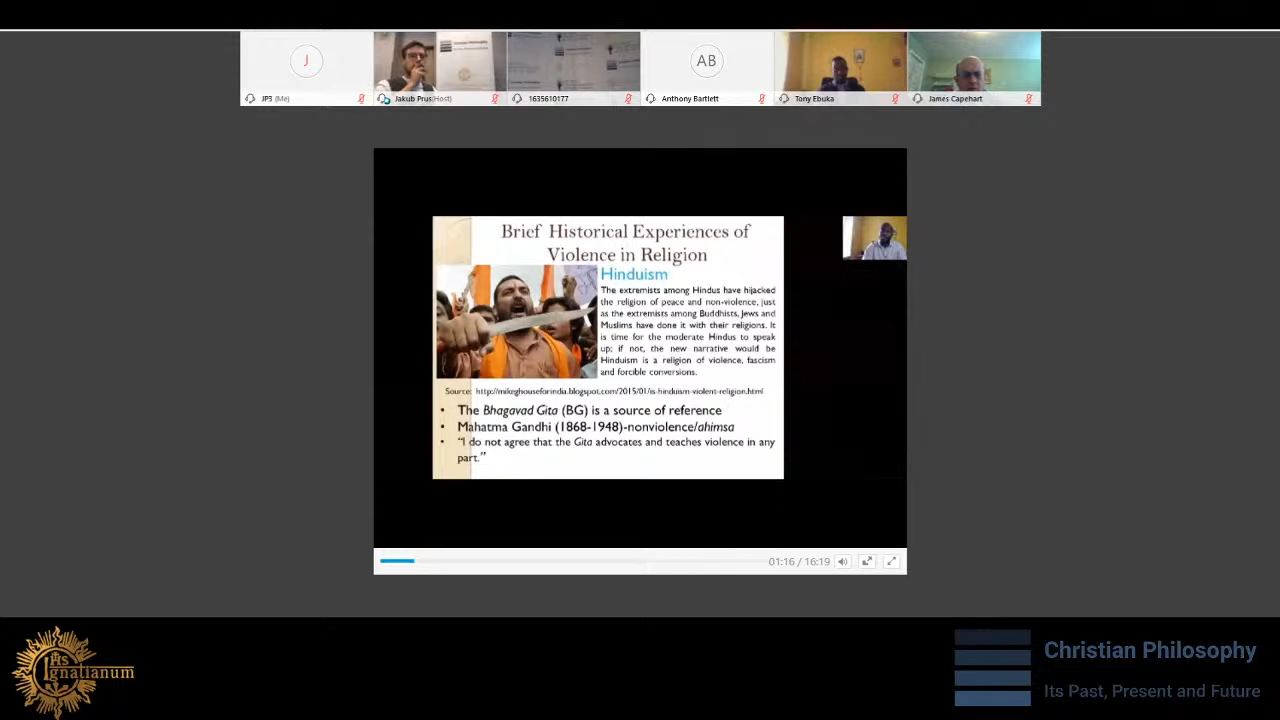 J
AB
JP3 (Me)
Jakub Prus(Host)
1635610177
Anthony Bartlett
Tony Ebuka
James Capehart
Brief Historical Experiences of
Violence in Religion
Hinduism
The extremists among Hindus have hijacked
the religion of peace and non-violence, just
as the extremists among Buddhists, Jews and
Muslims have done it with their religions. It
is time for the moderate Hindus to speak
up; if not, the new narrative would be
Hinduism is a religion of violence, fascism
and forcible conversions.
Source: http://mikeghouseforindia.blogspot.com/2015/01/is-hinduism-violent-religion.html
• The Bhagavad Gita (BG) is a source of reference
• Mahatma Gandhi (1868-1948)-nonviolence/ahimsa
• "I do not agree that the Gita advocates and teaches violence in any
part."
01:16 / 16:19
IHS
Ignatianum
Christian Philosophy
Its Past, Present and Future